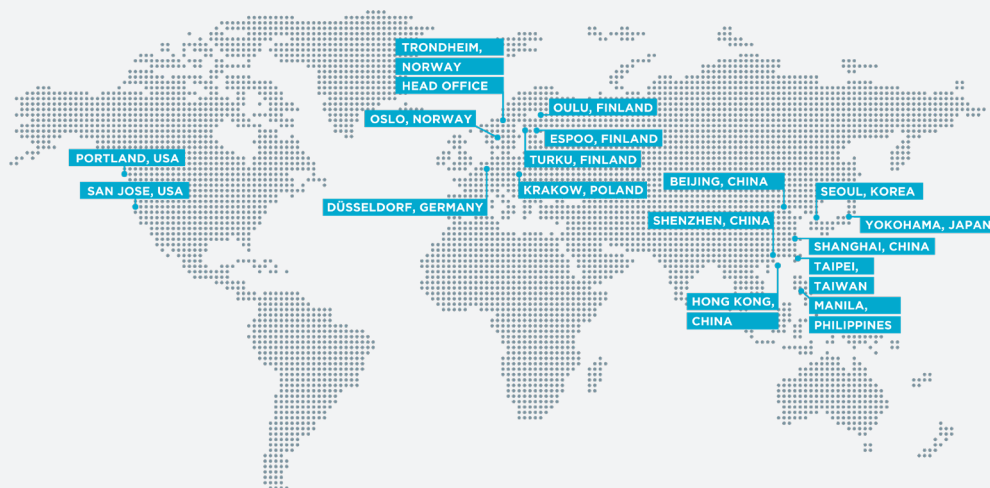 TRONDHEIM,
NORWAY
HEAD OFFICE
OULU, FINLAND
OSLO, NORWAY
ESPOO, FINLAND
TURKU, FINLAND
PORTLAND, USA
SAN JOSE, USA
KRAKOW, POLAND
DÜSSELDORF, GERMANY
BEIJING, CHINA
SEOUL, KOREA
SHENZHEN, CHINA
YOKOHAMA, JAPAN
SHANGHAI, CHINA
TAIPEI,
TAIWAN
HONG KONG,
CHINA
MANILA,
PHILIPPINES